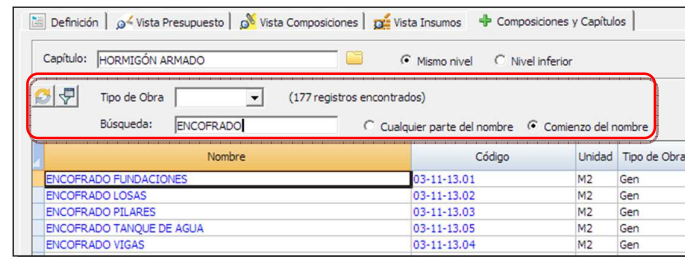 Definición Vista Presupuesto Vista Composiciones Vista Insumos Composiciones y Capítulos
Capítulo: HORMIGÓN ARMADO Mismo nivel Nivel inferior
Tipo de Obra (177 registros encontrados)
Búsqueda: ENCOFRADO Cualquier parte del nombre Comienzo del nombre
Nombre Código Unidad Tipo de Obra
ENCOFRADO FUNDACIONES 03-11-13.01 M2 Gen
ENCOFRADO LOSAS 03-11-13.02 M2 Gen
ENCOFRADO PILARES 03-11-13.03 M2 Gen
ENCOFRADO TANQUE DE AGUA 03-11-13.05 M2 Gen
ENCOFRADO VIGAS 03-11-13.04 M2 Gen